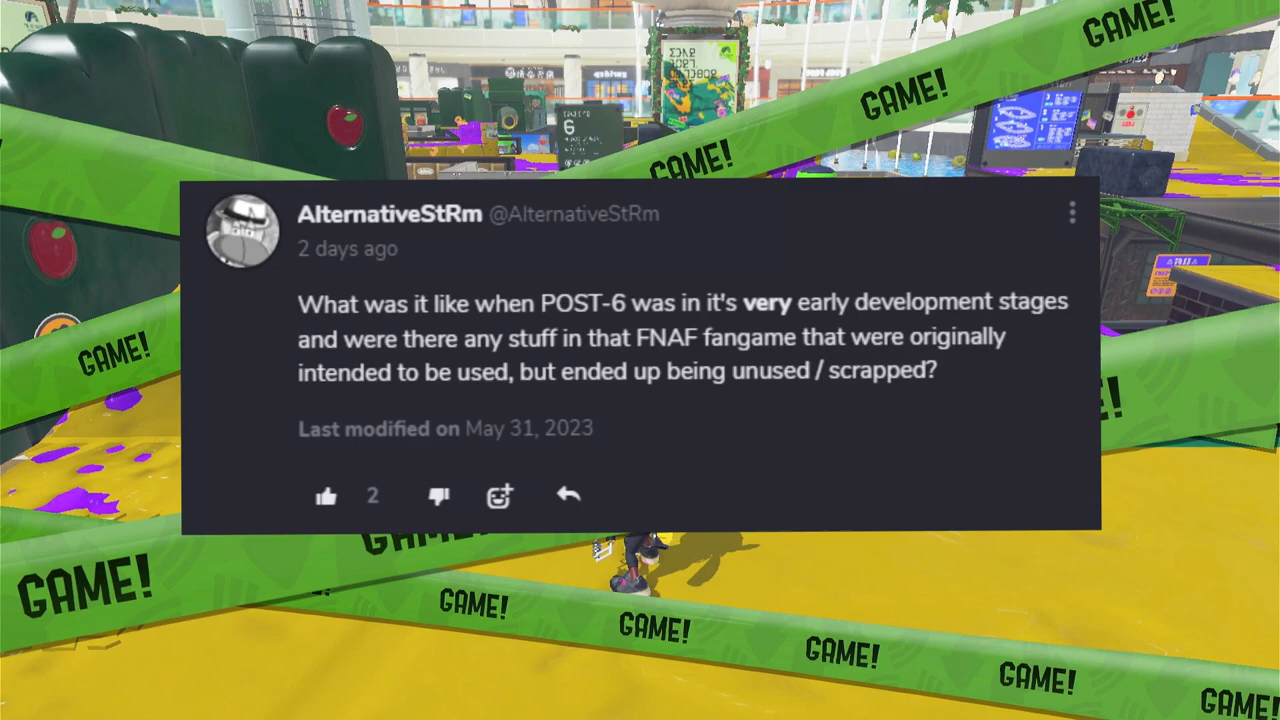 GAME!
GAME!
6
GAME!
AlternativeStRm @AlternativeStRm
2 days ago
What was it like when POST-6 was in it's very early development stages
and were there any stuff in that FNAF fangame that were originally
intended to be used, but ended up being unused / scrapped?
Last modified on May 31, 2023
2
GAME!
GAME!
GAME!
GAME!
GAME!
GAME!
GAME!
GAME!